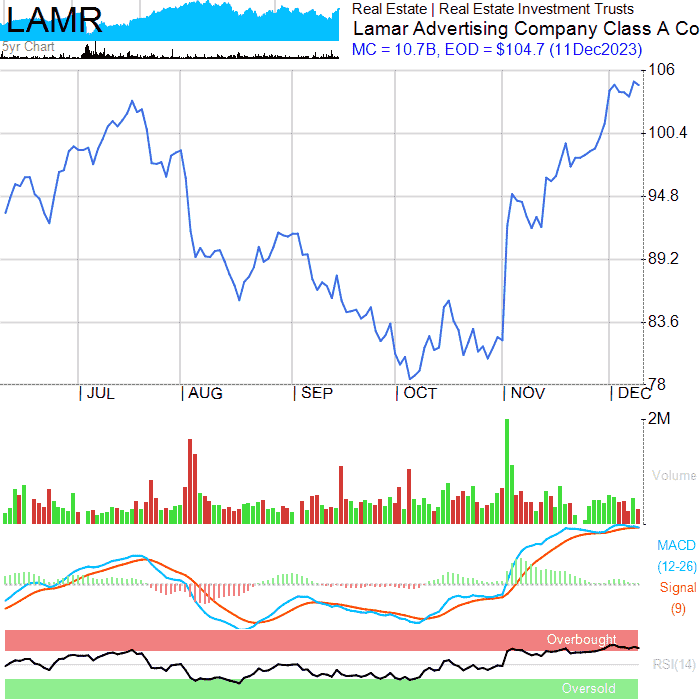 LAMR
5yr Chart
Real Estate | Real Estate Investment Trusts
Lamar Advertising Company Class A Co
MC = 10.7B, EOD = $104.7 (11Dec2023)
106
100.4
94.8
89.2
83.6
78
JUL AUG SEP OCT NOV DEC
2M
Volume
MACD
(12-26)
Signal
(9)
Overbought
RSI(14)
Oversold